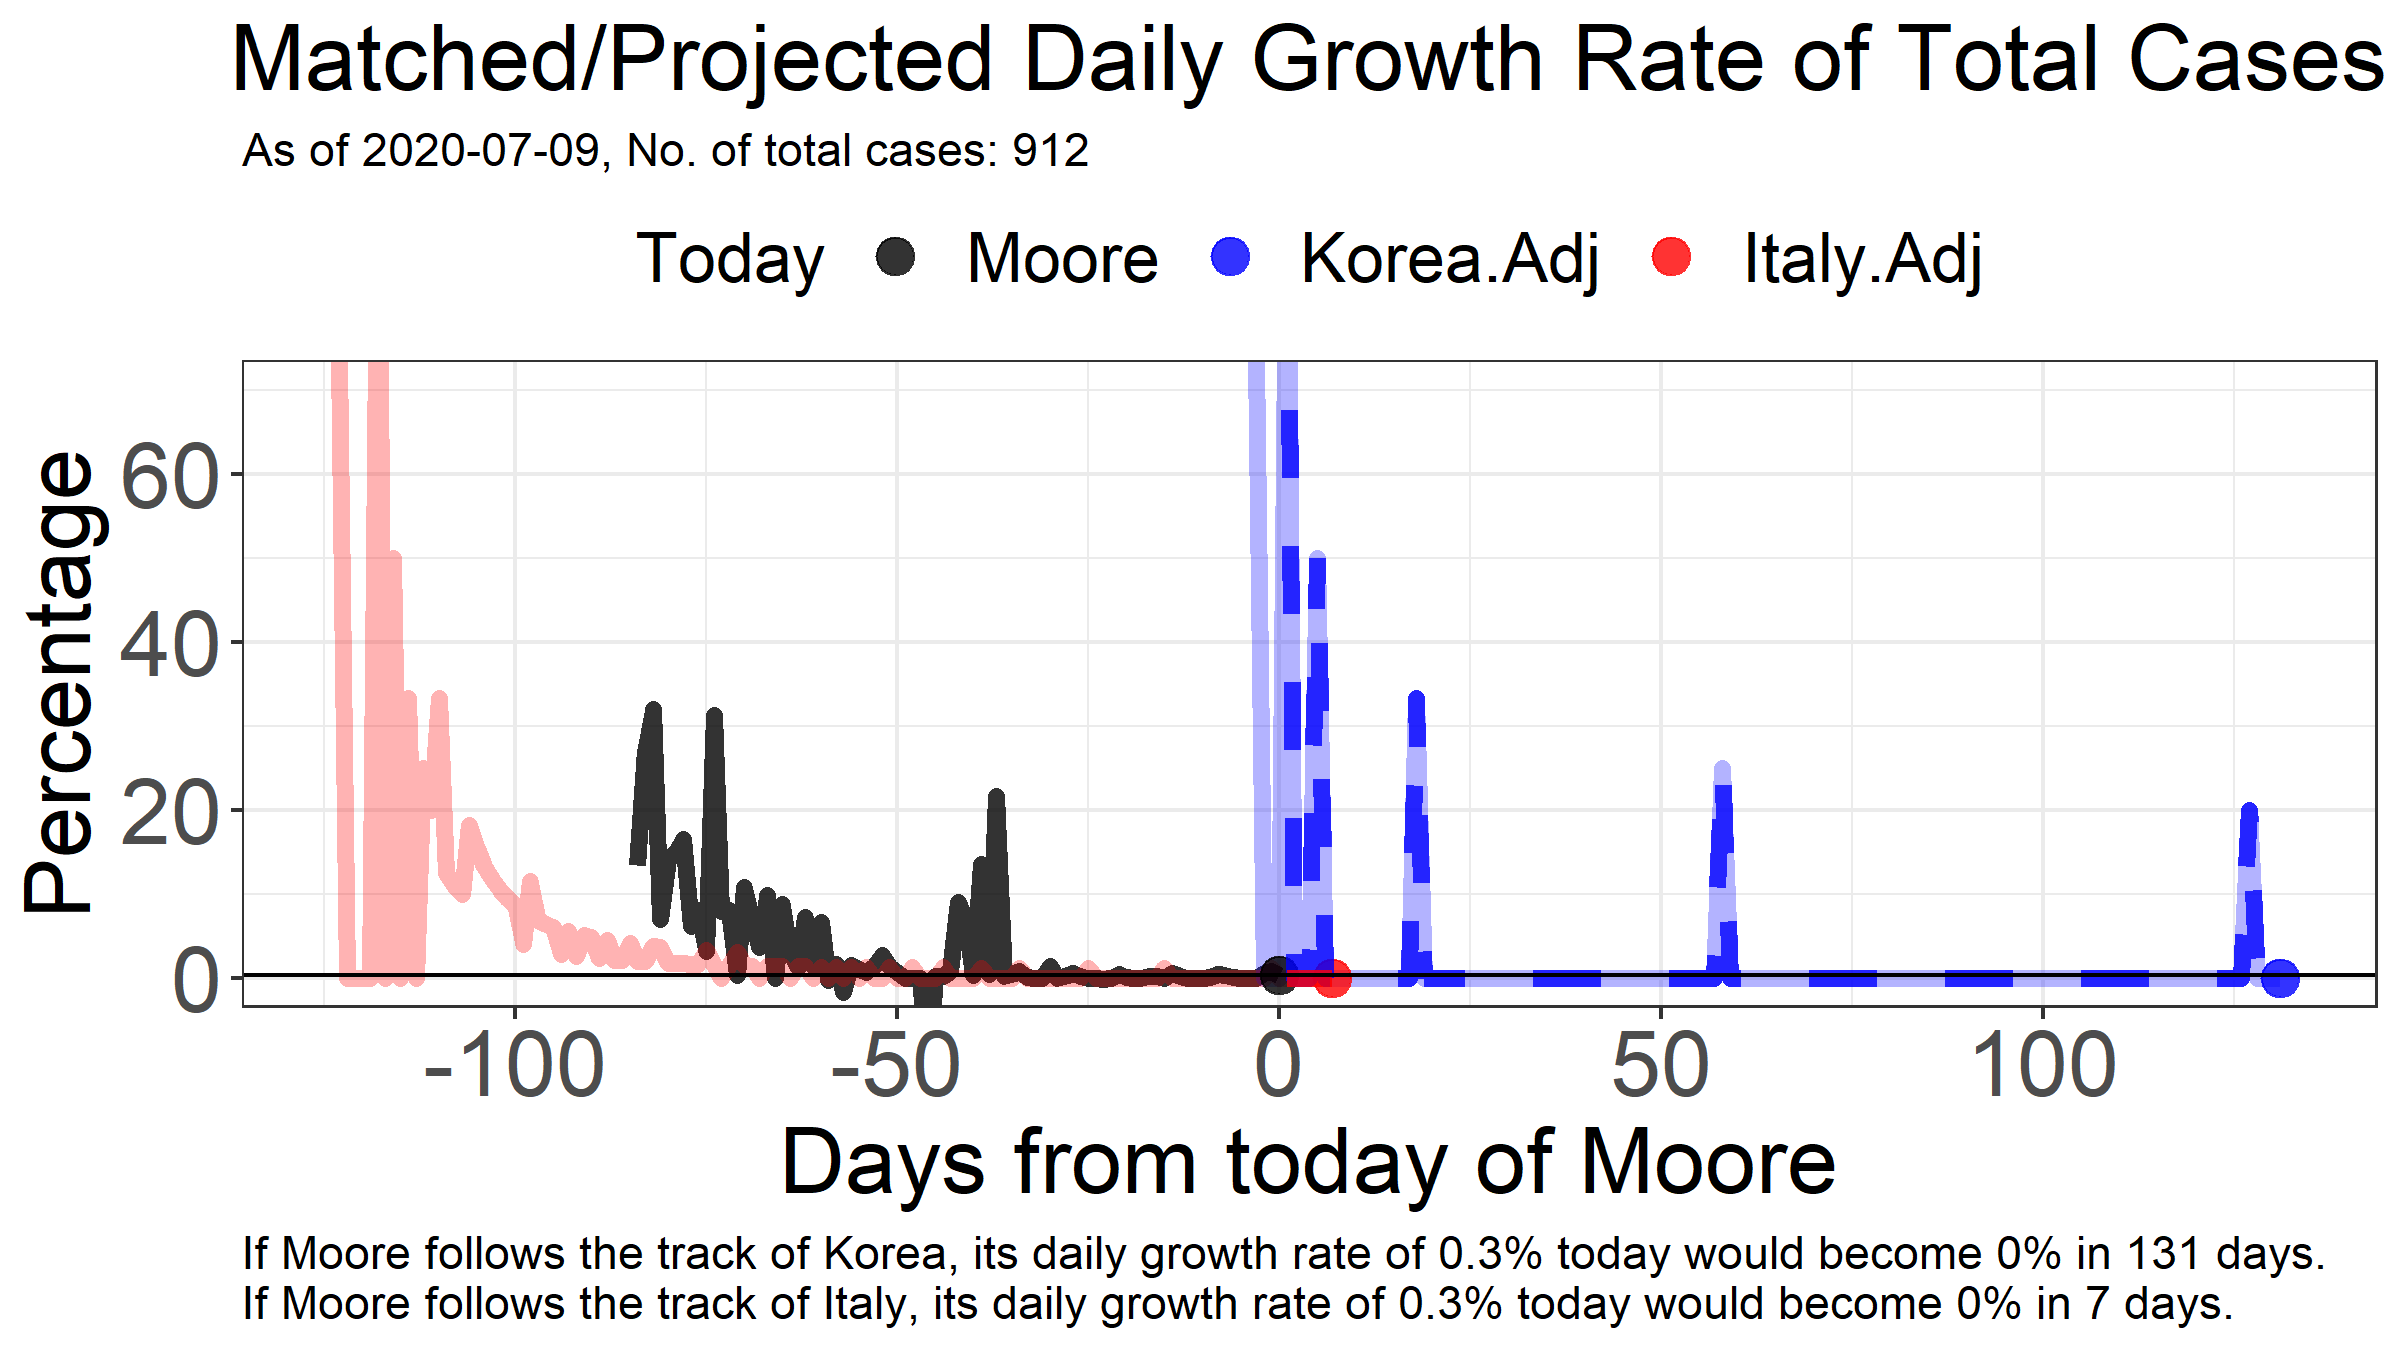 Matched/Projected Daily Growth Rate of Total Cases
As of 2020-07-09, No. of total cases: 912
Today Moore Korea.Adj Italy.Adj
Percentage
60
40
20
0
-100 -50 0 50 100
Days from today of Moore
If Moore follows the track of Korea, its daily growth rate of 0.3% today would become 0% in 131 days.
If Moore follows the track of Italy, its daily growth rate of 0.3% today would become 0% in 7 days.